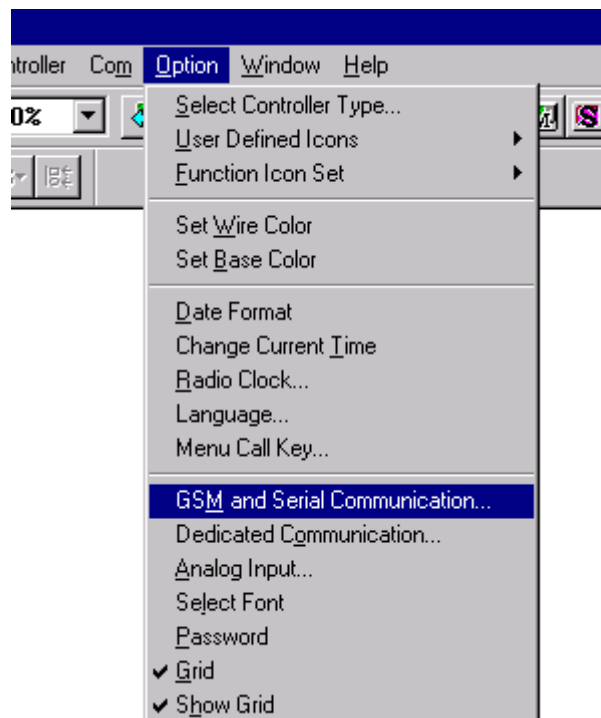 ntroller Com Option Window Help
0%
Select Controller Type...
User Defined Icons
Function Icon Set
Set Wire Color
Set Base Color
Date Format
Change Current Time
Radio Clock...
Language...
Menu Call Key...
GSM and Serial Communication...
Dedicated Communication...
Analog Input...
Select Font
Password
Grid
Show Grid